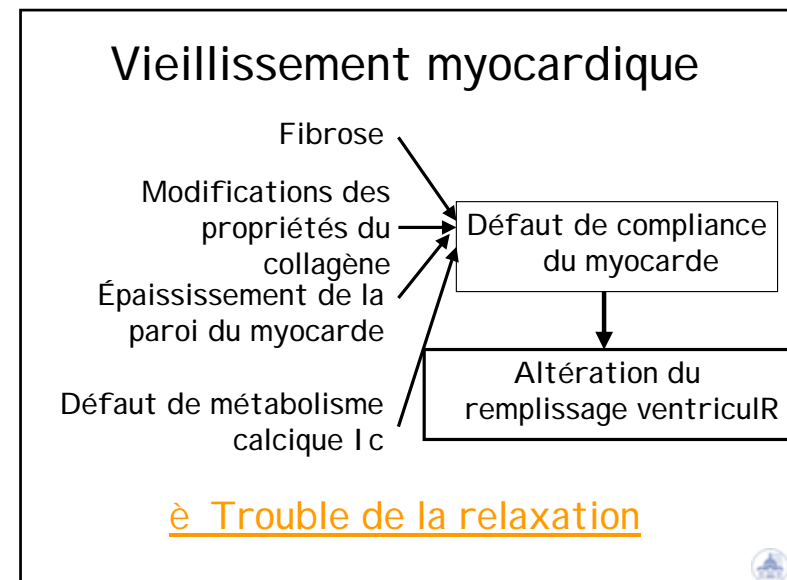 Vieillissement myocardique
Fibrose
Modifications des
propriétés du
collagène
Épaississement de la
paroi du myocarde
Défaut de métabolisme
calcique Ic
Défaut de compliance
du myocarde
Altération du
remplissage ventriculR
è Trouble de la relaxation